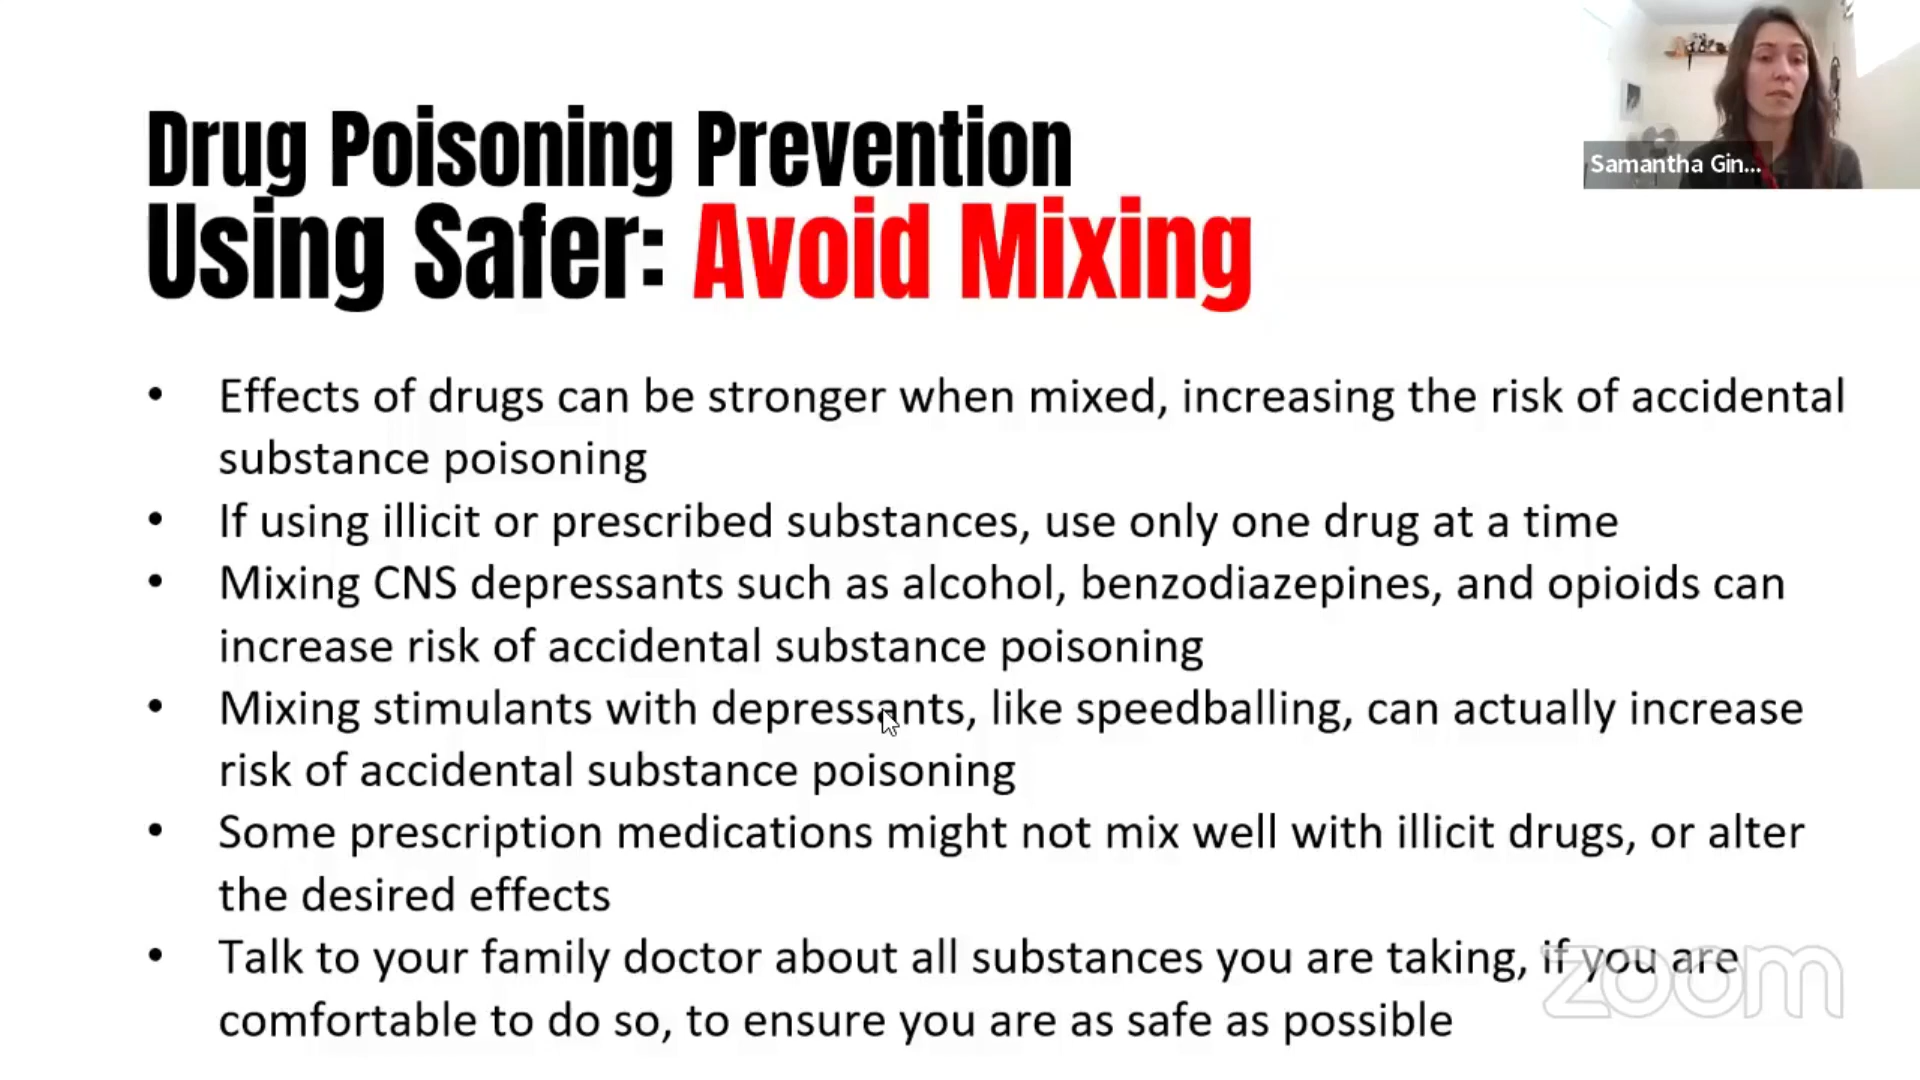 Drug Poisoning Prevention
Using Safer: Avoid Mixing
Samantha Gin...
• Effects of drugs can be stronger when mixed, increasing the risk of accidental
substance poisoning
• If using illicit or prescribed substances, use only one drug at a time
• Mixing CNS depressants such as alcohol, benzodiazepines, and opioids can
increase risk of accidental substance poisoning
• Mixing stimulants with depressants, like speedballing, can actually increase
risk of accidental substance poisoning
• Some prescription medications might not mix well with illicit drugs, or alter
the desired effects
• Talk to your family doctor about all substances you are taking, if you are
comfortable to do so, to ensure you are as safe as possible
zoom